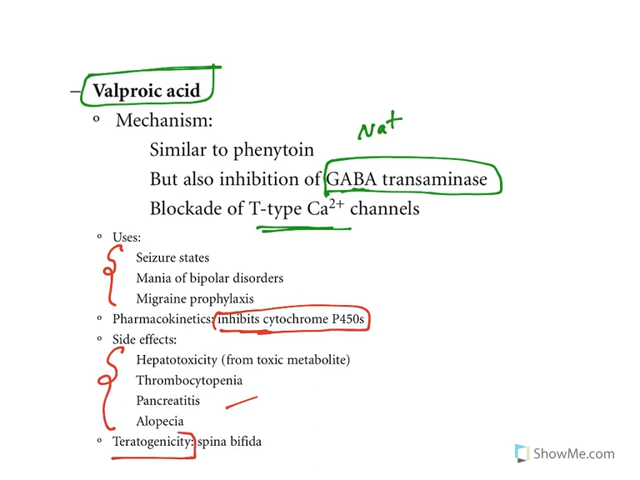 – Valproic acid
º Mechanism:
Na+
Similar to phenytoin
But also inhibition of GABA transaminase
Blockade of T-type Ca²⁺ channels
º Uses:
Seizure states
Mania of bipolar disorders
Migraine prophylaxis
º Pharmacokinetics: inhibits cytochrome P450s
º Side effects:
Hepatotoxicity (from toxic metabolite)
Thrombocytopenia
Pancreatitis
Alopecia
º Teratogenicity: spina bifida
ShowMe.com